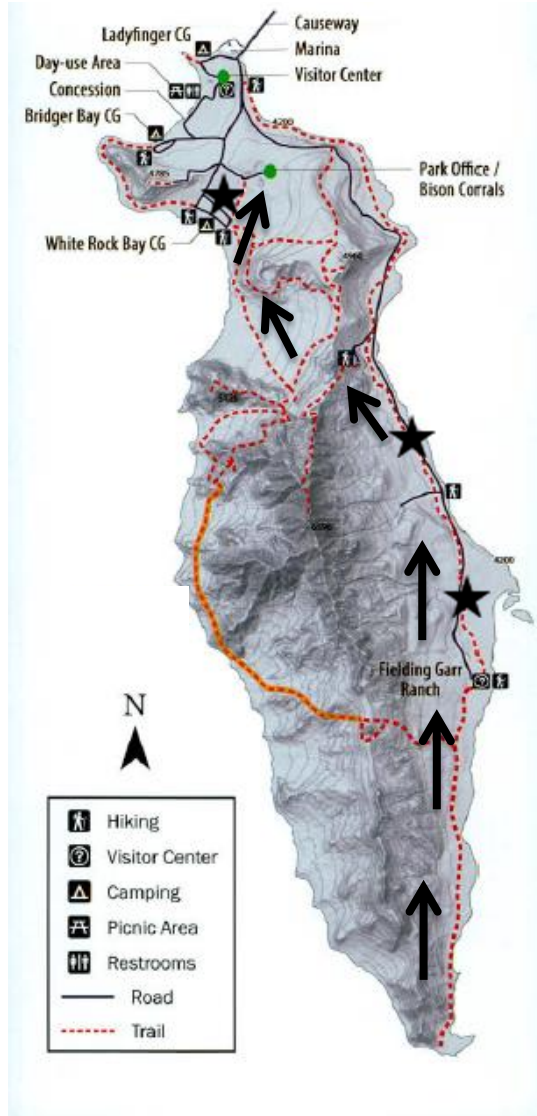 Causeway
Ladyfinger CG
Marina
Day-use Area
Visitor Center
Concession
Bridger Bay CG
4200
4785
Park Office /
Bison Corrals
White Rock Bay CG
4200
Fielding Garr
Ranch
N
Hiking
Visitor Center
Camping
Picnic Area
Restrooms
Road
Trail